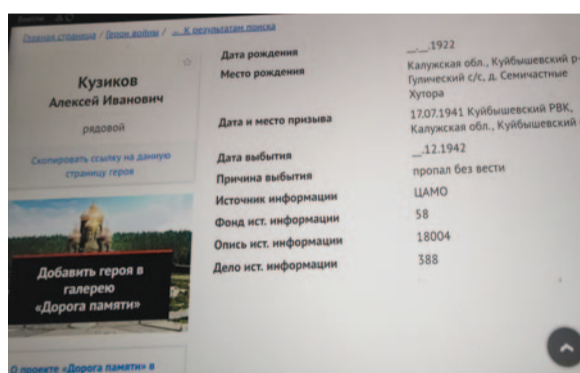 Главная страница / Герои войны / ← К результатам поиска
Кузиков
Алексей Иванович
рядовой
Скопировать ссылку на данную
страницу героя
Добавить героя в
галерею
«Дорога памяти»
О проекте «Дорога памяти» в
Дата рождения __.__.1922
Место рождения Калужская обл., Куйбышевский р-
Гулический с/с, д. Семичастные
Хутора
Дата и место призыва 17.07.1941 Куйбышевский РВК,
Калужская обл., Куйбышевский
Дата выбытия __.12.1942
Причина выбытия пропал без вести
Источник информации ЦАМО
Фонд ист. информации 58
Опись ист. информации 18004
Дело ист. информации 388